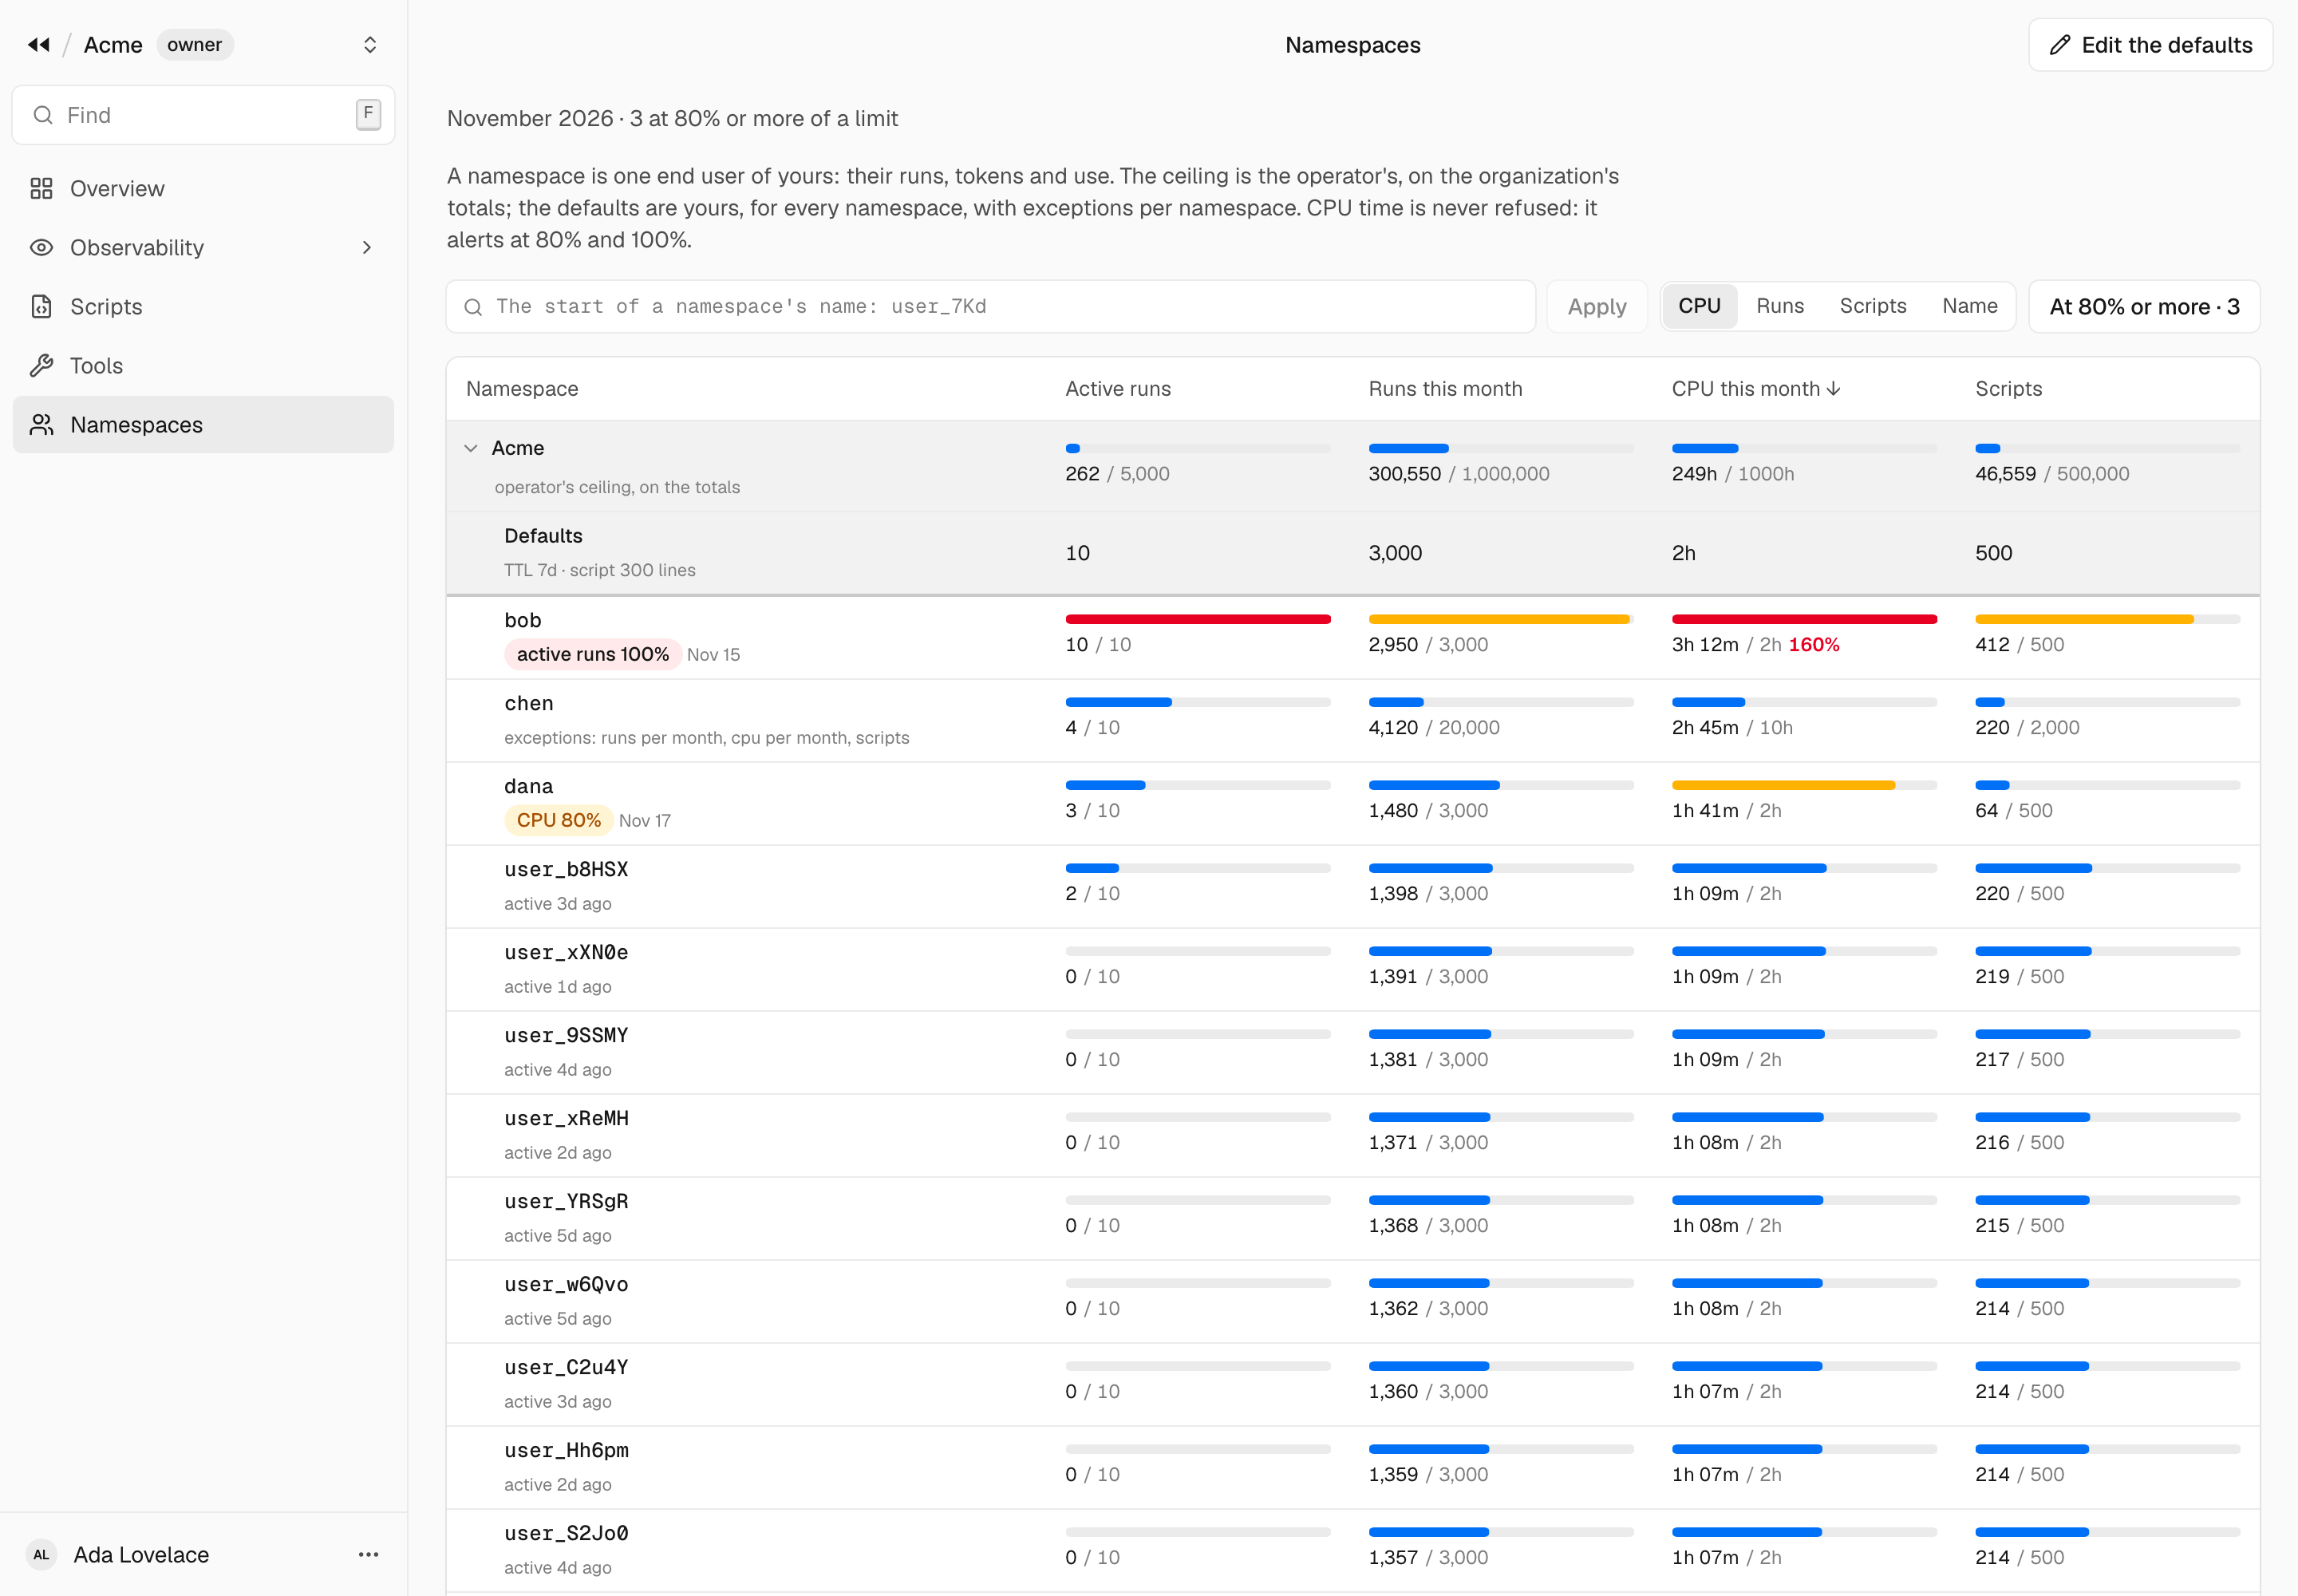 Acme owner
Find F
Overview
Observability
Scripts
Tools
Namespaces
AL Ada Lovelace
Namespaces
Edit the defaults
November 2026 · 3 at 80% or more of a limit
A namespace is one end user of yours: their runs, tokens and use. The ceiling is the operator's, on the organization's
totals; the defaults are yours, for every namespace, with exceptions per namespace. CPU time is never refused: it
alerts at 80% and 100%.
The start of a namespace's name: user_7Kd Apply CPU Runs Scripts Name At 80% or more · 3
Namespace Active runs Runs this month CPU this month ↓ Scripts
Acme
262 / 5,000 300,550 / 1,000,000 249h / 1000h 46,559 / 500,000
operator's ceiling, on the totals
Defaults
10 3,000 2h 500
TTL 7d · script 300 lines
bob
10 / 10 2,950 / 3,000 3h 12m / 2h 160% 412 / 500
active runs 100% Nov 15
chen
4 / 10 4,120 / 20,000 2h 45m / 10h 220 / 2,000
exceptions: runs per month, cpu per month, scripts
dana
3 / 10 1,480 / 3,000 1h 41m / 2h 64 / 500
CPU 80% Nov 17
user_b8HSX
2 / 10 1,398 / 3,000 1h 09m / 2h 220 / 500
active 3d ago
user_xXN0e
0 / 10 1,391 / 3,000 1h 09m / 2h 219 / 500
active 1d ago
user_9SSMY
0 / 10 1,381 / 3,000 1h 09m / 2h 217 / 500
active 4d ago
user_xReMH
0 / 10 1,371 / 3,000 1h 08m / 2h 216 / 500
active 2d ago
user_YRSgR
0 / 10 1,368 / 3,000 1h 08m / 2h 215 / 500
active 5d ago
user_w6Qvo
0 / 10 1,362 / 3,000 1h 08m / 2h 214 / 500
active 5d ago
user_C2u4Y
0 / 10 1,360 / 3,000 1h 07m / 2h 214 / 500
active 3d ago
user_Hh6pm
0 / 10 1,359 / 3,000 1h 07m / 2h 214 / 500
active 2d ago
user_S2Jo0
0 / 10 1,357 / 3,000 1h 07m / 2h 214 / 500
active 4d ago